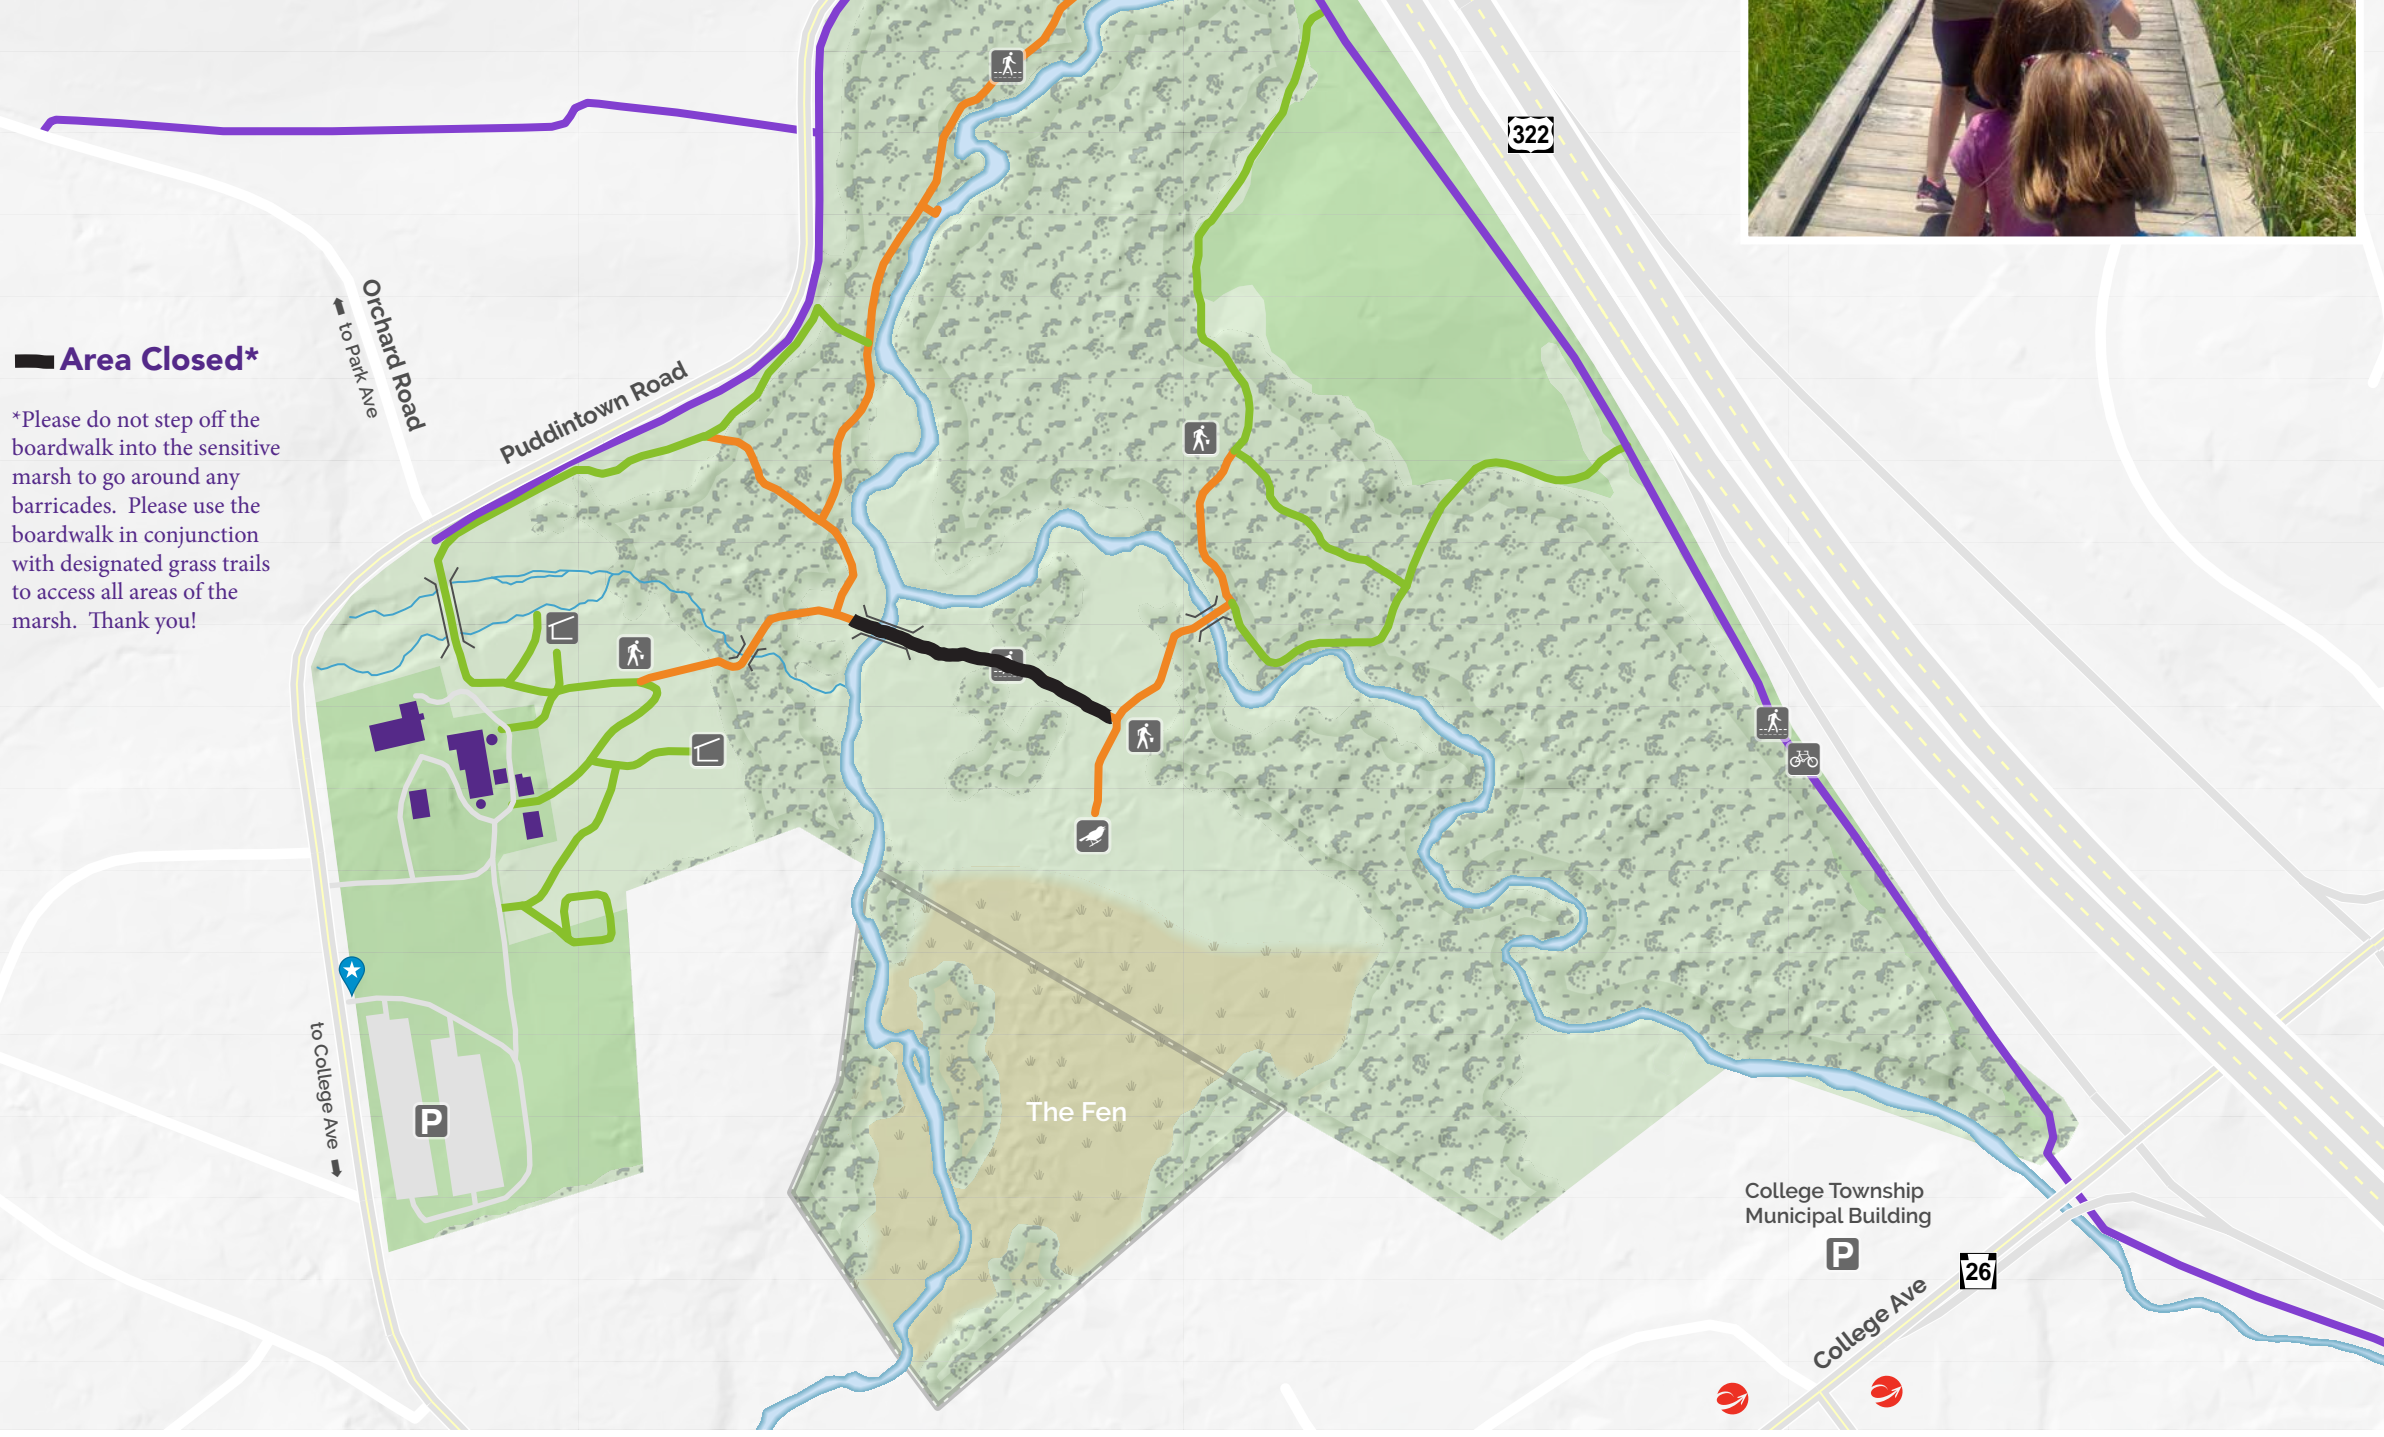 322
Orchard Road
to Park Ave
Puddintown Road
Area Closed*
*Please do not step off the
boardwalk into the sensitive
marsh to go around any
barricades.  Please use the
boardwalk in conjunction
with designated grass trails
to access all areas of the
marsh.  Thank you!
to College Ave
P
The Fen
College Township
Municipal Building
P
26
College Ave